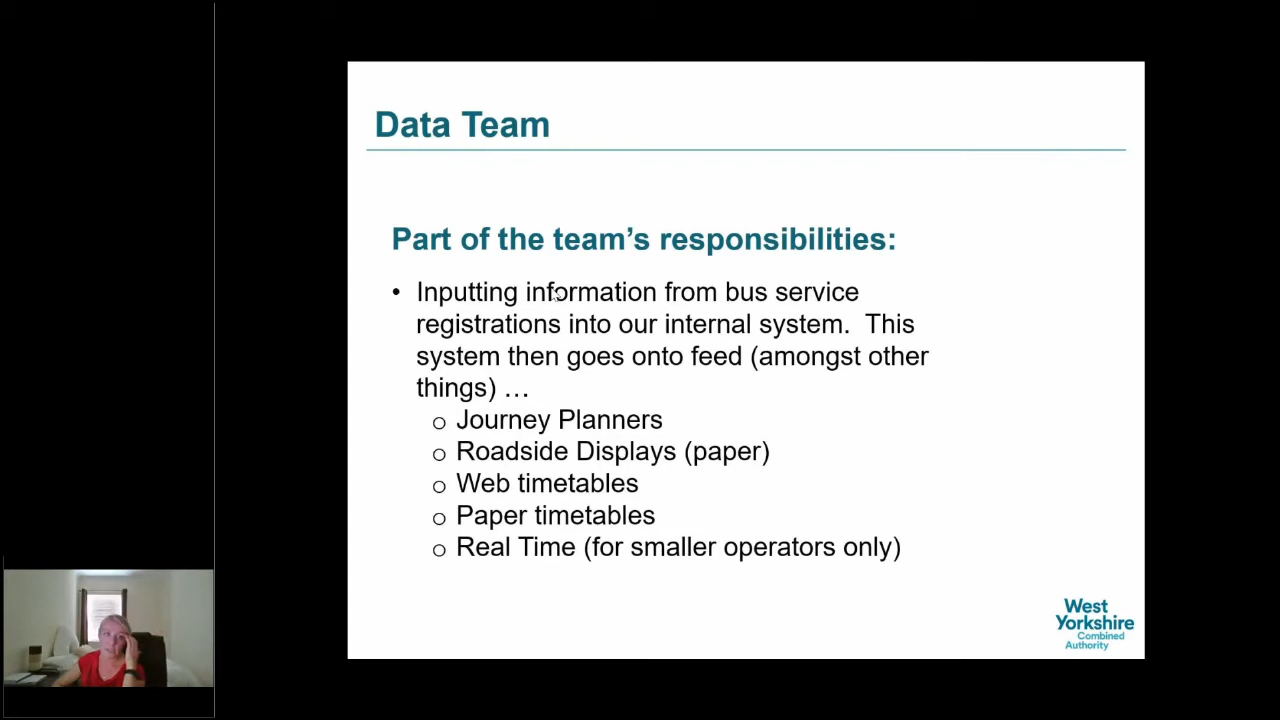 Data Team
Part of the team’s responsibilities:
• Inputting information from bus service
registrations into our internal system.  This
system then goes onto feed (amongst other
things) …
o Journey Planners
o Roadside Displays (paper)
o Web timetables
o Paper timetables
o Real Time (for smaller operators only)
West
Yorkshire
Combined
Authority